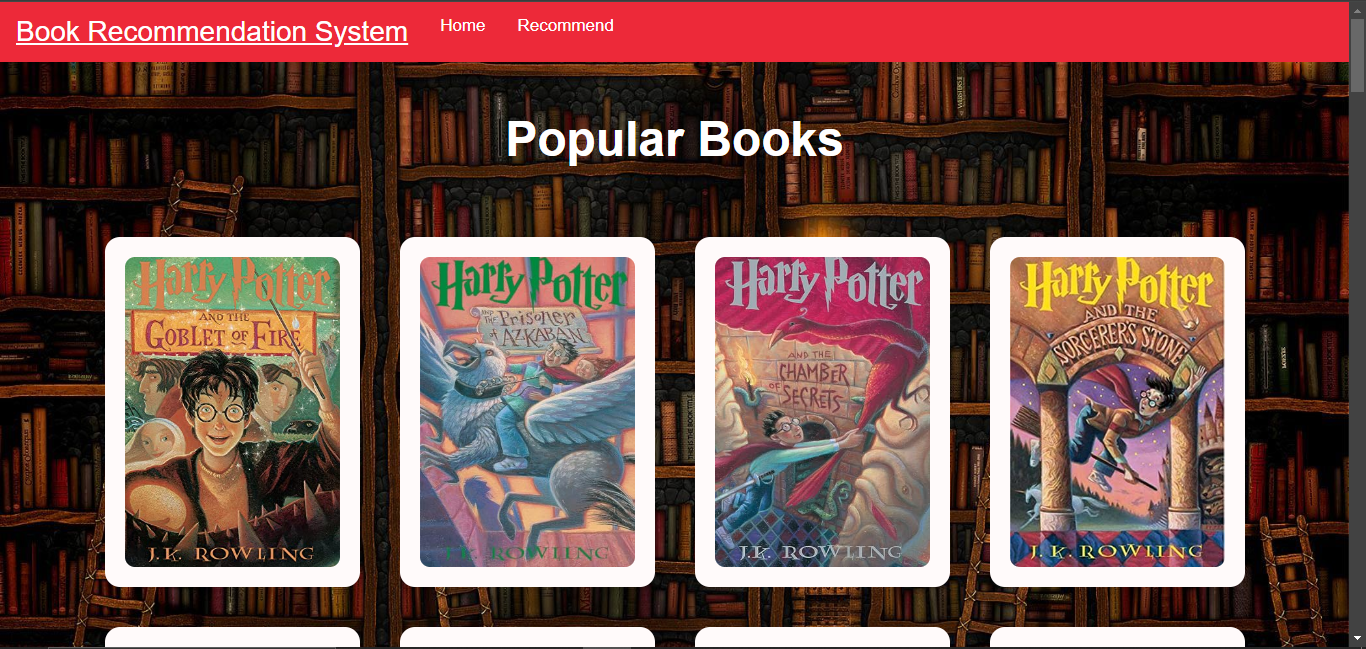 Book Recommendation System
Home
Recommend
Popular Books
Harry Potter
AND THE
GOBLET OF FIRE
J.K. ROWLING
Harry Potter
AND THE
Prisoner
of AZKABAN
J.K. ROWLING
Harry Potter
AND THE
CHAMBER
OF SECRETS
J.K. ROWLING
Harry Potter
AND THE
SORCERER'S STONE
J.K. ROWLING